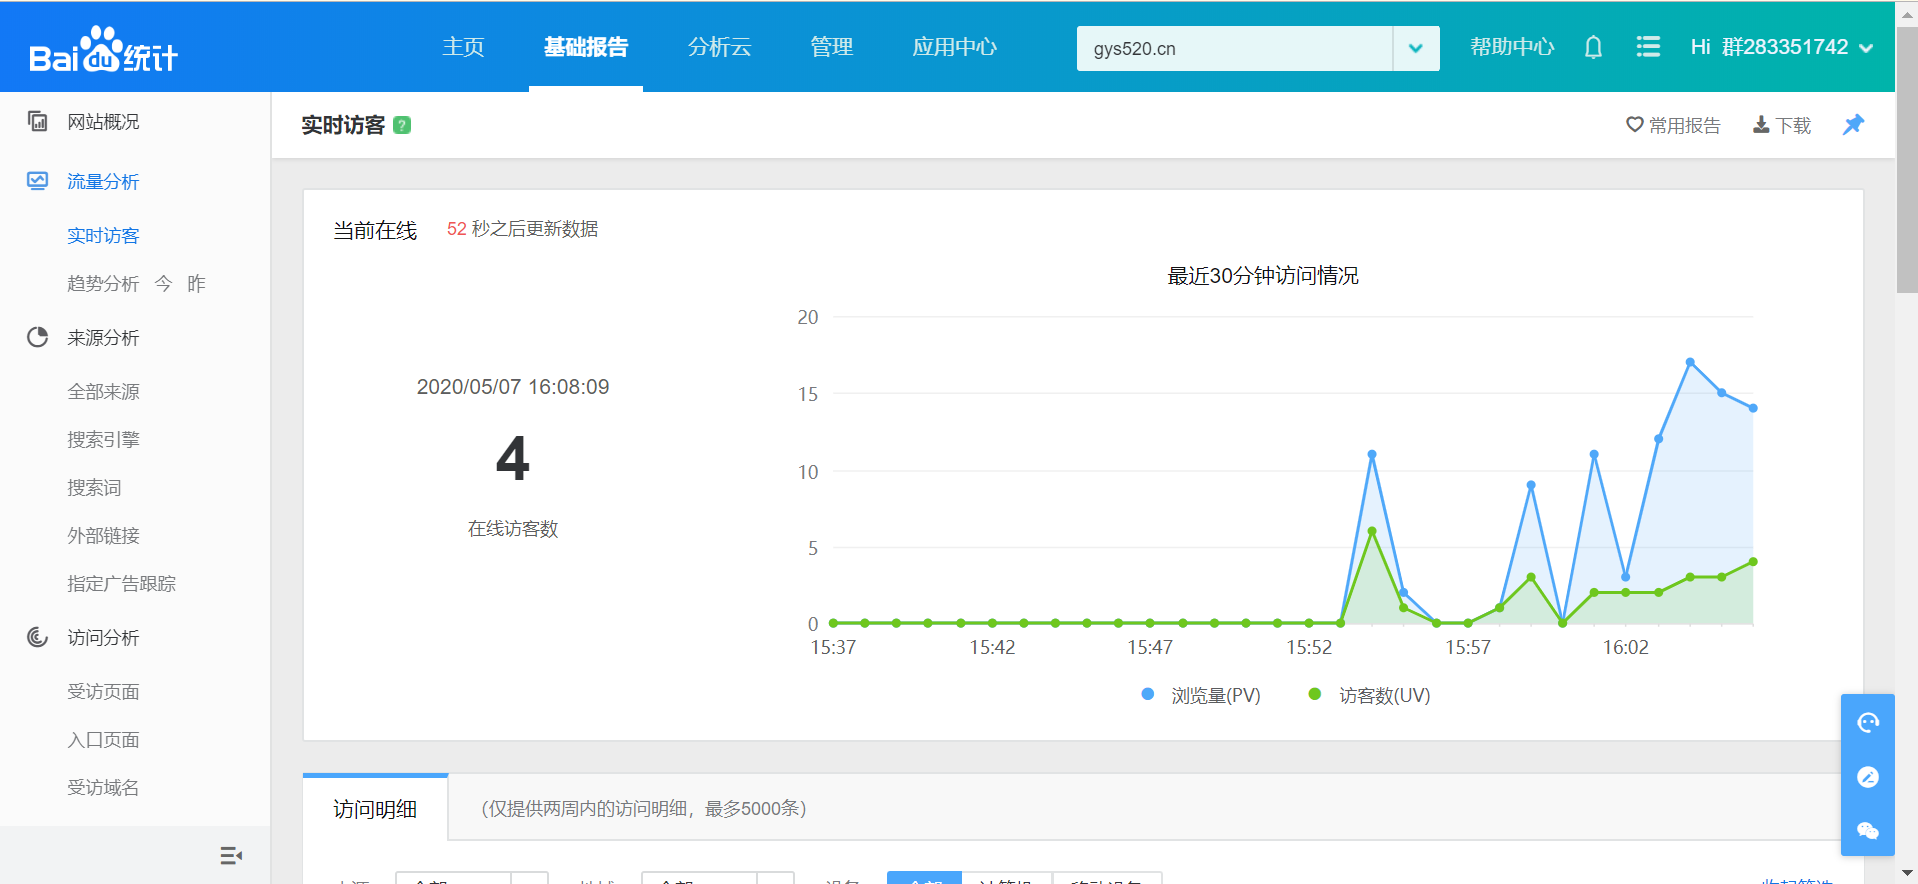 Baidu统计
主页 基础报告 分析云 管理 应用中心 gys520.cn 帮助中心 Hi 群283351742
网站概况
流量分析
实时访客
趋势分析 今 昨
来源分析
全部来源
搜索引擎
搜索词
外部链接
指定广告跟踪
访问分析
受访页面
入口页面
受访域名
实时访客 ?
常用报告 下载
当前在线 52 秒之后更新数据
2020/05/07 16:08:09
4
在线访客数
最近30分钟访问情况
20
15
10
5
0
15:37 15:42 15:47 15:52 15:57 16:02
浏览量(PV) 访客数(UV)
访问明细 （仅提供两周内的访问明细，最多5000条）